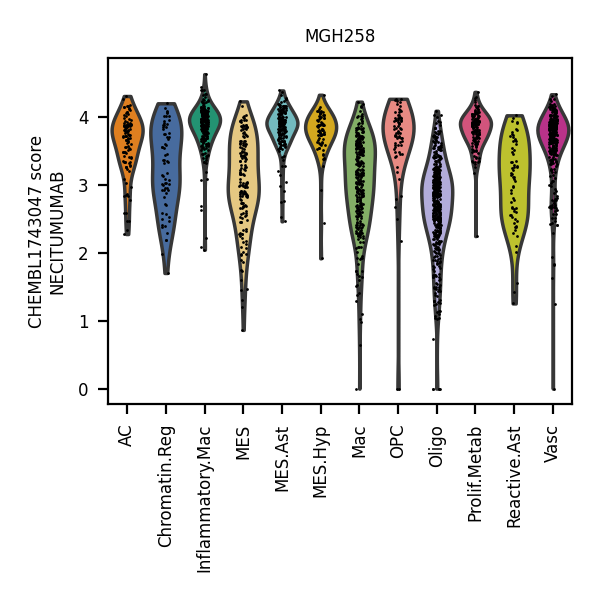 MGH258
CHEMBL1743047 score
NECITUMUMAB
4
3
2
1
0
AC
Chromatin.Reg
Inflammatory.Mac
MES
MES.Ast
MES.Hyp
Mac
OPC
Oligo
Prolif.Metab
Reactive.Ast
Vasc